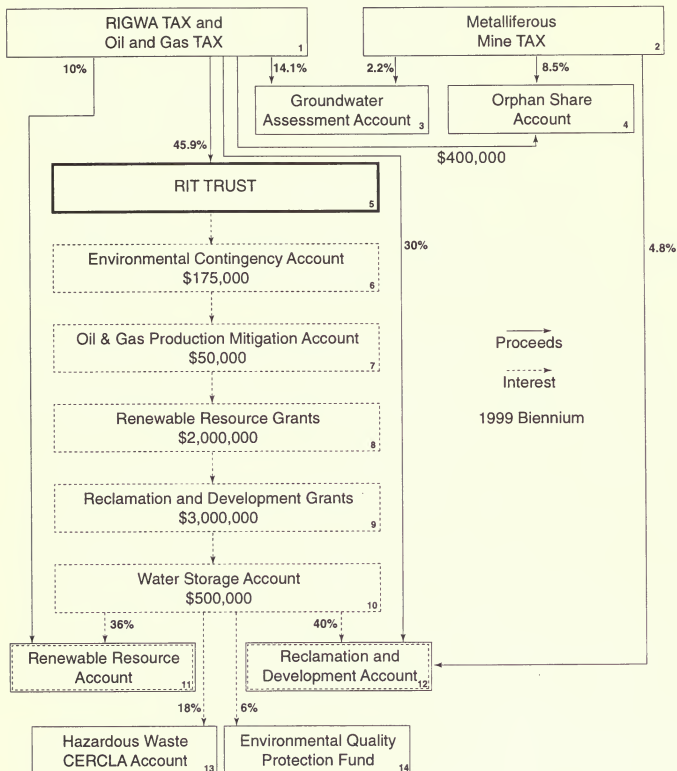 RIGWA TAX and
Oil and Gas TAX
1
Metalliferous
Mine TAX
2
10%
14.1%
2.2%
8.5%
Groundwater
Assessment Account 3
Orphan Share
Account
4
45.9%
$400,000
RIT TRUST
5
30%
4.8%
Environmental Contingency Account
$175,000
6
Oil & Gas Production Mitigation Account
$50,000
7
Proceeds
Interest
1999 Biennium
Renewable Resource Grants
$2,000,000
8
Reclamation and Development Grants
$3,000,000
9
Water Storage Account
$500,000
10
36%
40%
Renewable Resource
Account
11
Reclamation and
Development Account 12
18%
6%
Hazardous Waste
CERCLA Account
13
Environmental Quality
Protection Fund
14